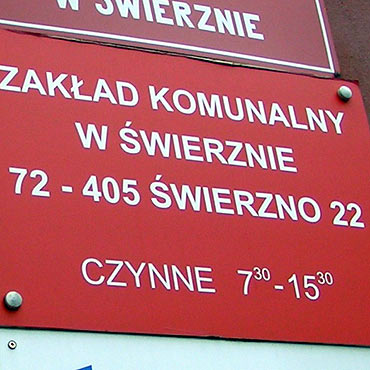 W ŚWIERZNIE
ZAKŁAD KOMUNALNY
W ŚWIERZNIE
72 - 405 ŚWIERZNO 22
CZYNNE 7³⁰ - 15³⁰